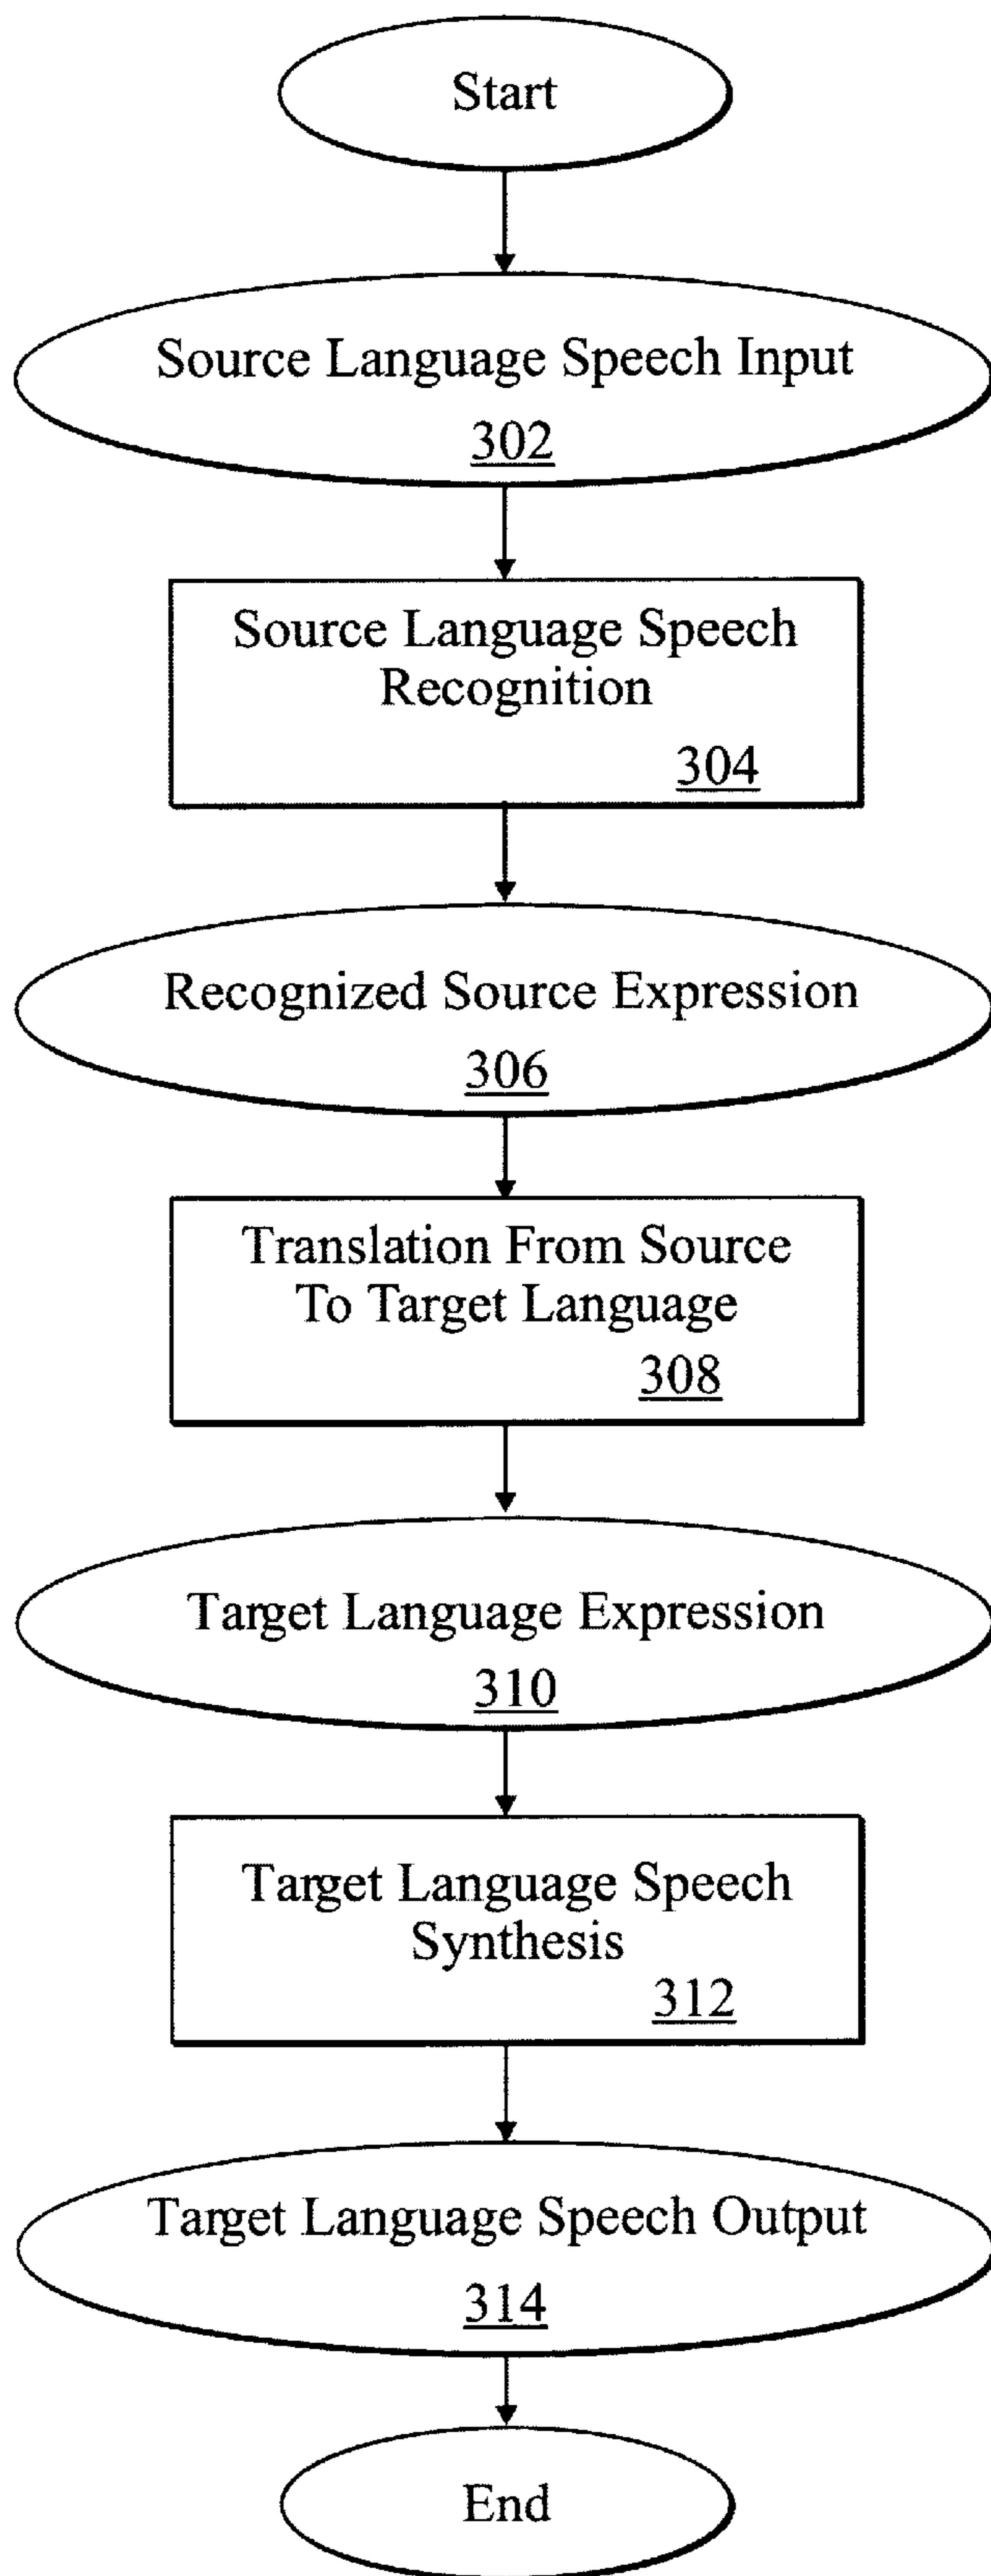 Start
Source Language Speech Input
302
Source Language Speech
Recognition
304
Recognized Source Expression
306
Translation From Source
To Target Language
308
Target Language Expression
310
Target Language Speech
Synthesis
312
Target Language Speech Output
314
End